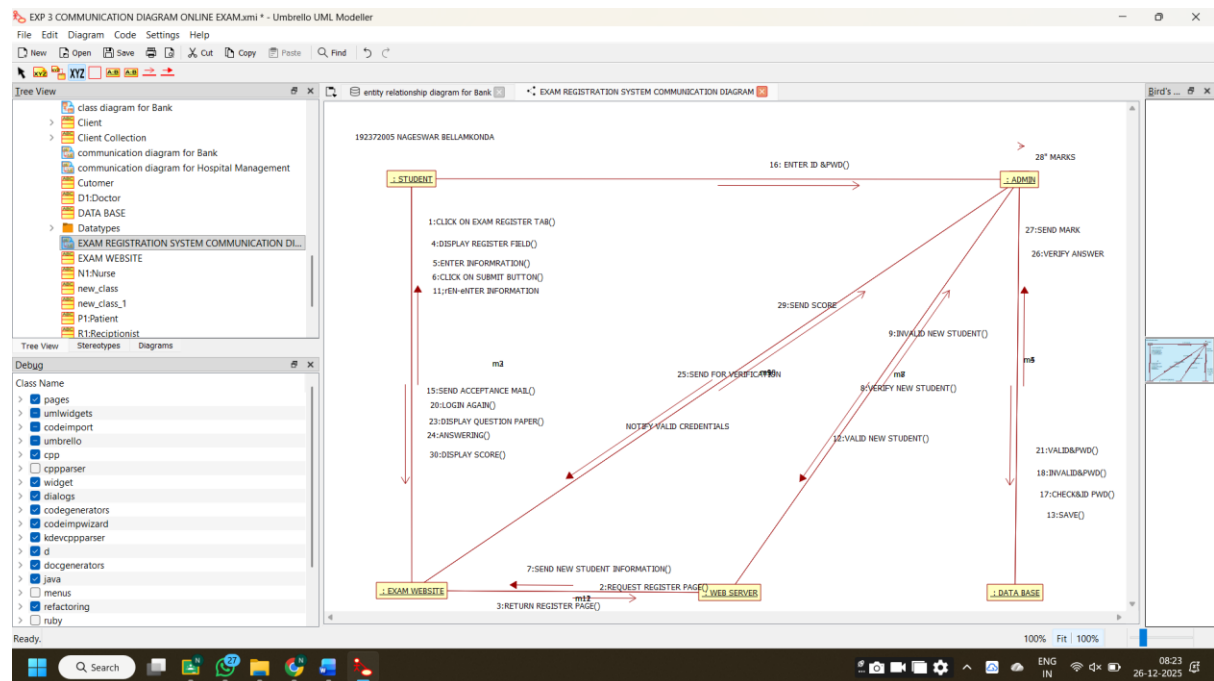 EXP 3 COMMUNICATION DIAGRAM ONLINE EXAM.xmi * - Umbrello UML Modeller
File Edit Diagram Code Settings Help
New Open Save Cut Copy Paste Find
XYZ XYZ A:B A:B
Tree View
class diagram for Bank
Client
Client Collection
communication diagram for Bank
communication diagram for Hospital Management
Cutomer
D1:Doctor
DATA BASE
Datatypes
EXAM REGISTRATION SYSTEM COMMUNICATION DI...
EXAM WEBSITE
N1:Nurse
new_class
new_class_1
P1:Patient
R1:Reciptionist
Tree View Stereotypes Diagrams
Debug
Class Name
pages
umlwidgets
codeimport
umbrello
cpp
cppparser
widget
dialogs
codegenerators
codeimpwizard
kdevcppparser
d
docgenerators
java
menus
refactoring
ruby
entity relationship diagram for Bank
EXAM REGISTRATION SYSTEM COMMUNICATION DIAGRAM
Bird's ...
192372005 NAGESWAR BELLAMKONDA
16: ENTER ID &PWD()
28" MARKS
: STUDENT
: ADMIN
1:CLICK ON EXAM REGISTER TAB()
4:DISPLAY REGISTER FIELD()
5:ENTER INFORMRATION()
6:CLICK ON SUBMIT BUTTON()
11;rEN-eNTER INFORMATION
27:SEND MARK
26:VERIFY ANSWER
29:SEND SCORE
9:INVALID NEW STUDENT()
25:SEND FOR VERIFICATION
8:VERIFY NEW STUDENT()
15:SEND ACCEPTANCE MAIL()
20:LOGIN AGAIN()
23:DISPLAY QUESTION PAPER()
24:ANSWERING()
30:DISPLAY SCORE()
NOTIFY VALID CREDENTIALS
12:VALID NEW STUDENT()
21:VALID&PWD()
18:INVALID&PWD()
17:CHECK&ID PWD()
13:SAVE()
7:SEND NEW STUDENT INFORMATION()
2:REQUEST REGISTER PAGE()
3:RETURN REGISTER PAGE()
: EXAM WEBSITE
: WEB SERVER
: DATA BASE
Ready.
100% Fit 100%
Search
27
ENG
IN
08:23
26-12-2025